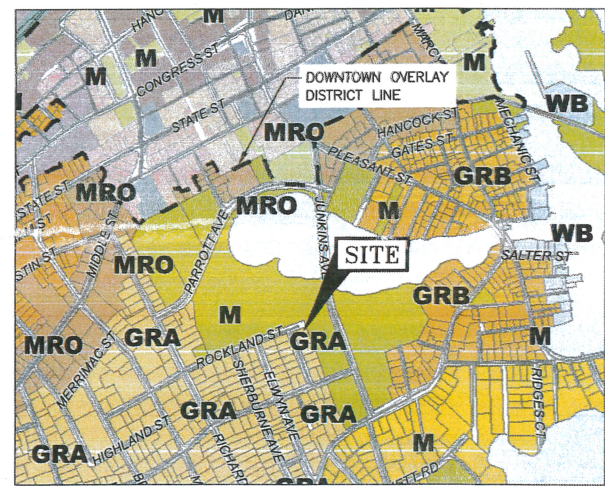 M
M
M
CONGRESS ST
M
DOWNTOWN OVERLAY
DISTRICT LINE
WB
STATE ST
MRO
HANCOCK ST
MECHANIC ST
GATES ST
PLEASANT ST
GRB
STATE ST
MRO
MRO
JUNKINS A
M
MIDDLE ST
PARROTT AVE
SITE
WB
SALTER ST
MRO
GRB
M
GRA
GRA
M
MRO
ROCKLAND ST
MERRIMAC ST
SHERBURNE AVE
ELWYN AVE
RIDGES CT
GRA
GRA
M
GRA
HIGHLAND ST
RICHARD
GRA